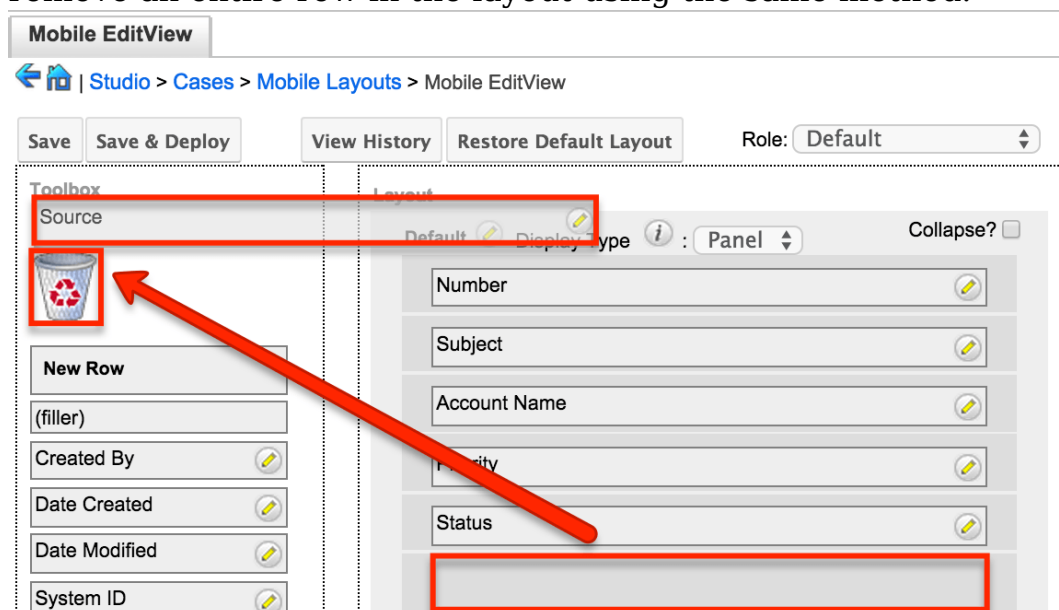 remove an entire row in the layout using the same method.
Mobile EditView
| Studio > Cases > Mobile Layouts > Mobile EditView
Save Save & Deploy View History Restore Default Layout Role: Default
Toolbox
Source
New Row
(filler)
Created By
Date Created
Date Modified
System ID
Layout
Default Display Type i : Panel Collapse?
Number
Subject
Account Name
Priority
Status